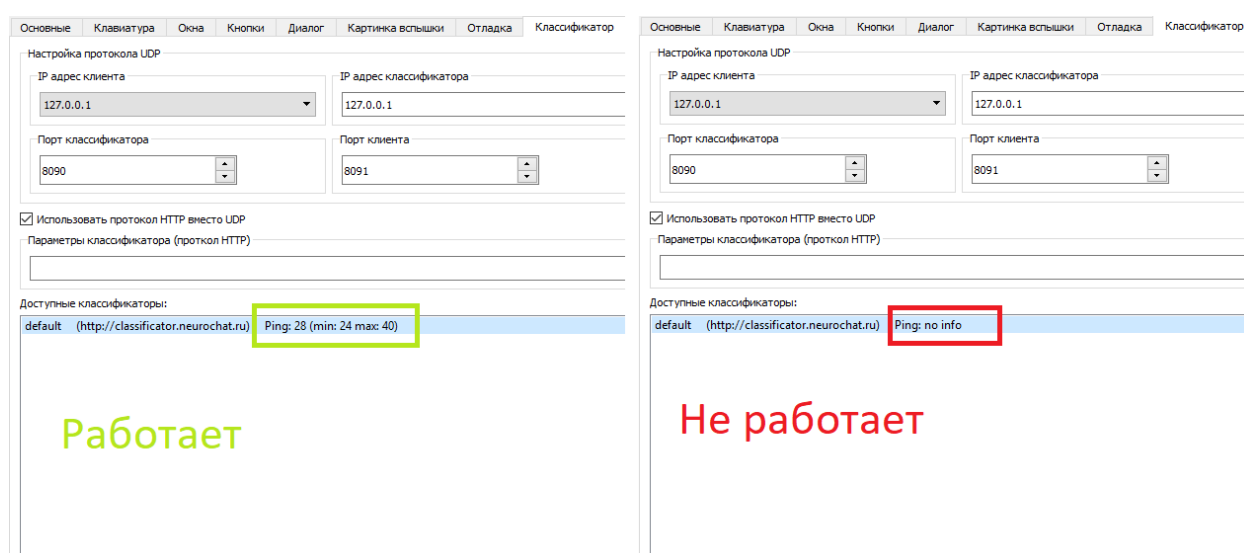 Основные Клавиатура Окна Кнопки Диалог Картинка вспышки Отладка Классификатор
Настройка протокола UDP
IP адрес клиента IP адрес классификатора
127.0.0.1 127.0.0.1
Порт классификатора Порт клиента
8090 8091
Использовать протокол HTTP вместо UDP
Параметры классификатора (проткол HTTP)
Доступные классификаторы:
default (http://classificator.neurochat.ru) Ping: 28 (min: 24 max: 40)
Работает
Основные Клавиатура Окна Кнопки Диалог Картинка вспышки Отладка Классификатор
Настройка протокола UDP
IP адрес клиента IP адрес классификатора
127.0.0.1 127.0.0.1
Порт классификатора Порт клиента
8090 8091
Использовать протокол HTTP вместо UDP
Параметры классификатора (проткол HTTP)
Доступные классификаторы:
default (http://classificator.neurochat.ru) Ping: no info
Не работает